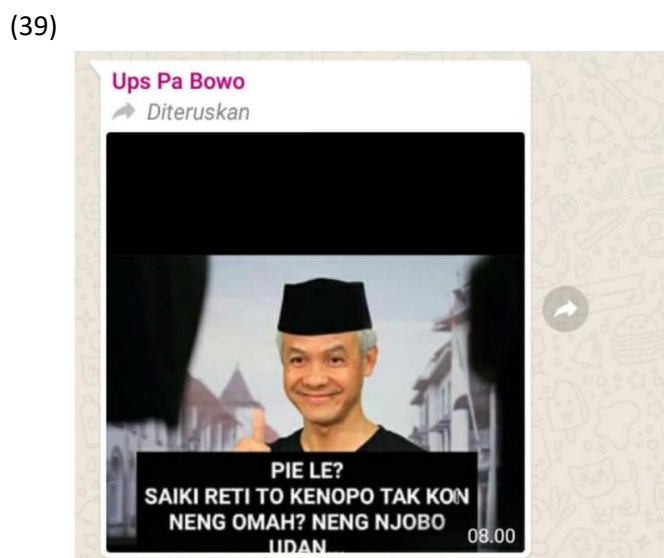 (39)
Ups Pa Bowo
Diteruskan
PIE LE?
SAIKI RETI TO KENOPO TAK KON
NENG OMAH? NENG NJOBO
UDAN...
08.00